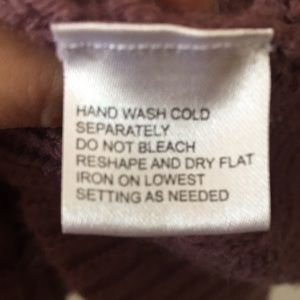 HAND WASH COLD
SEPARATELY
DO NOT BLEACH
RESHAPE AND DRY FLAT
IRON ON LOWEST
SETTING AS NEEDED